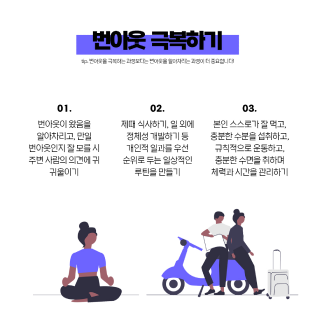 번아웃 극복하기
tip. 번아웃을 극복하는 과정보다는 번아웃을 알아차리는 과정이 더 중요합니다!
01.
번아웃이 왔음을
알아차리고, 만일
번아웃인지 잘 모를 시
주변 사람의 의견에 귀
귀울이기
02.
제때 식사하기, 일 외에
정체성 개발하기 등
개인적 일과를 우선
순위로 두는 일상적인
루틴을 만들기
03.
본인 스스로가 잘 먹고,
충분한 수분을 섭취하고,
규칙적으로 운동하고,
충분한 수면을 취하며
체력과 시간을 관리하기